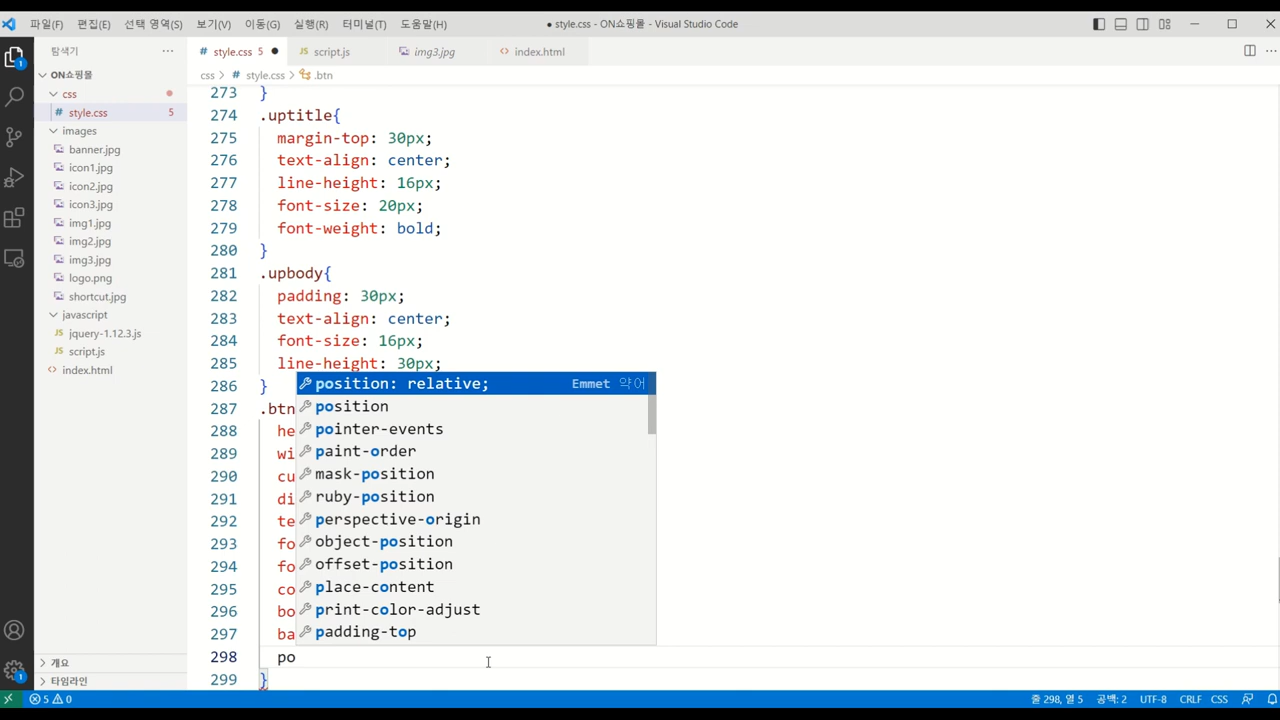 파일(F) 편집(E) 선택 영역(S) 보기(V) 이동(G) 실행(R) 터미널(T) 도움말(H) ● style.css - ON쇼핑몰 - Visual Studio Code
탐색기 ··· # style.css 5 ● JS script.js img3.jpg <> index.html ···
ON쇼핑몰
css > # style.css > .btn
css
# style.css 5
images
banner.jpg
icon1.jpg
icon2.jpg
icon3.jpg
img1.jpg
img2.jpg
img3.jpg
logo.png
shortcut.jpg
javascript
JS jquery-1.12.3.js
JS script.js
<> index.html
개요
타임라인
1
1
273 }
274 .uptitle{
275 margin-top: 30px;
276 text-align: center;
277 line-height: 16px;
278 font-size: 20px;
279 font-weight: bold;
280 }
281 .upbody{
282 padding: 30px;
283 text-align: center;
284 font-size: 16px;
285 line-height: 30px;
286 }
287 .btn
288 he
289 wi
290 cu
291 di
292 te
293 fo
294 fo
295 co
296 bo
297 ba
298 po
299 }
position: relative; Emmet 약어
position
pointer-events
paint-order
mask-position
ruby-position
perspective-origin
object-position
offset-position
place-content
print-color-adjust
padding-top
5 0 줄 298, 열 5 공백: 2 UTF-8 CRLF CSS